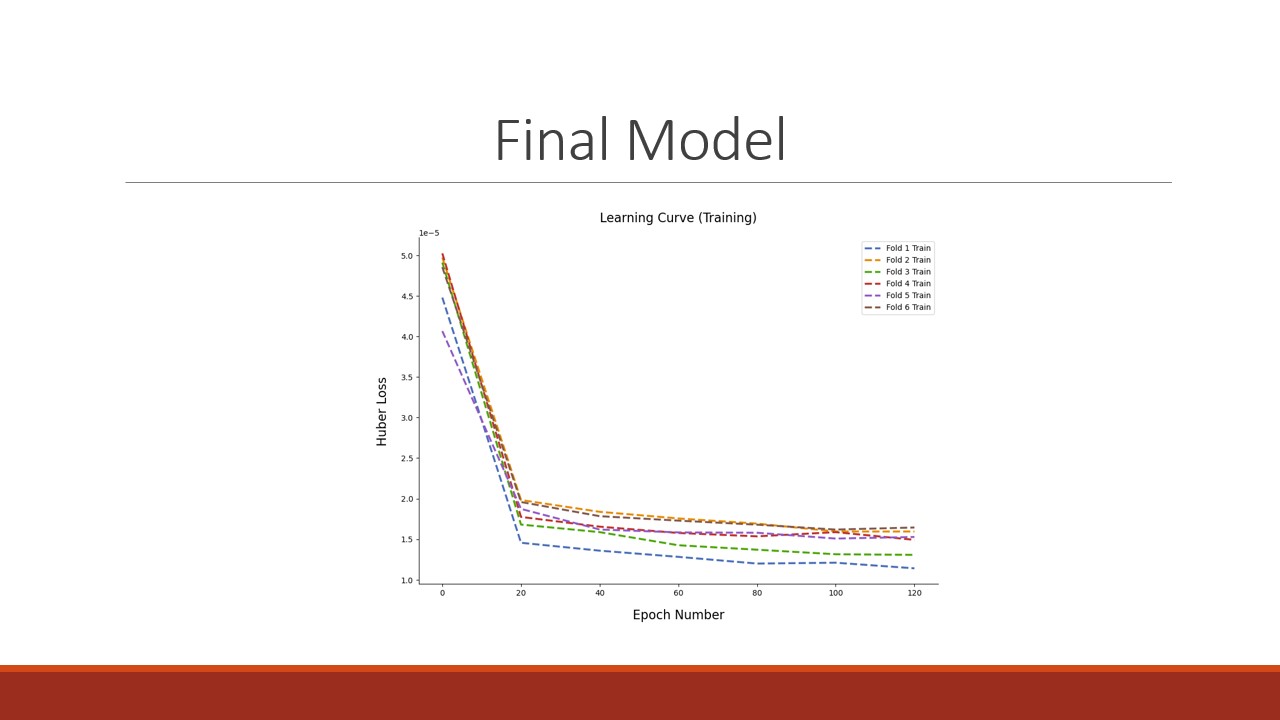 Final Model
Learning Curve (Training)
1e−5
5.0
4.5
4.0
3.5
3.0
2.5
2.0
1.5
1.0
Huber Loss
Fold 1 Train
Fold 2 Train
Fold 3 Train
Fold 4 Train
Fold 5 Train
Fold 6 Train
0 20 40 60 80 100 120
Epoch Number